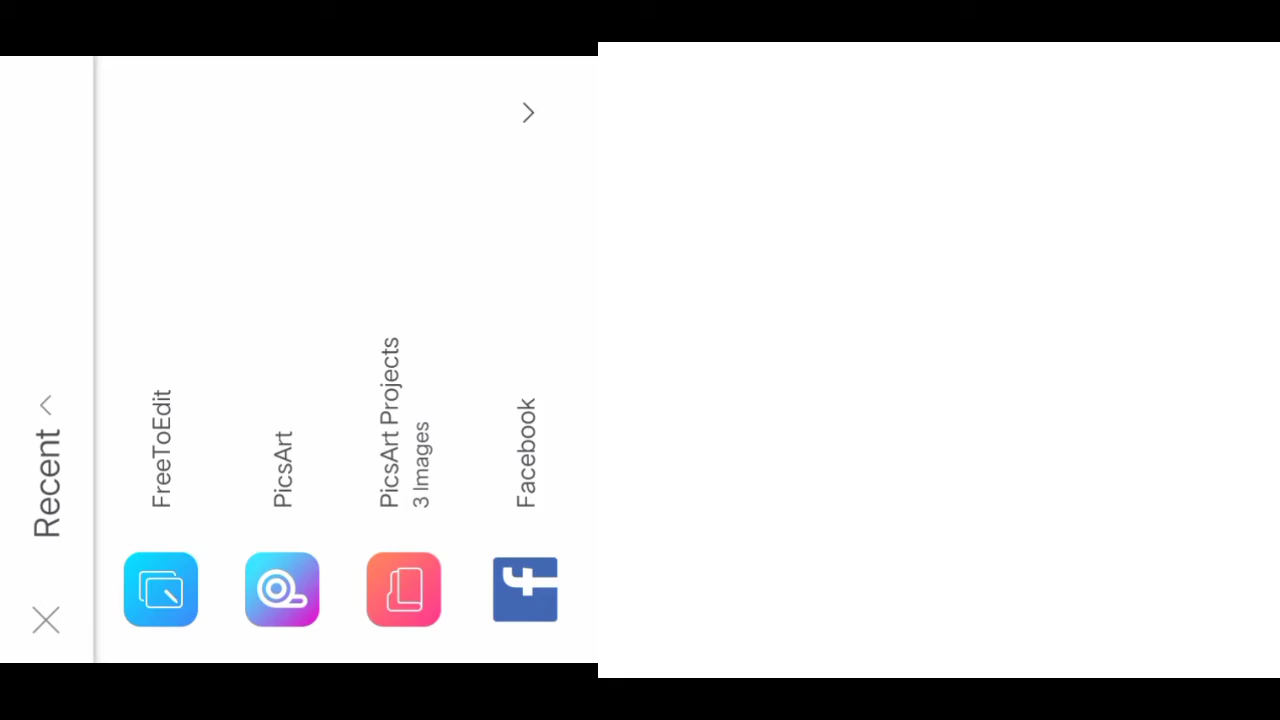 Recent
FreeToEdit
PicsArt
PicsArt Projects
3 Images
Facebook